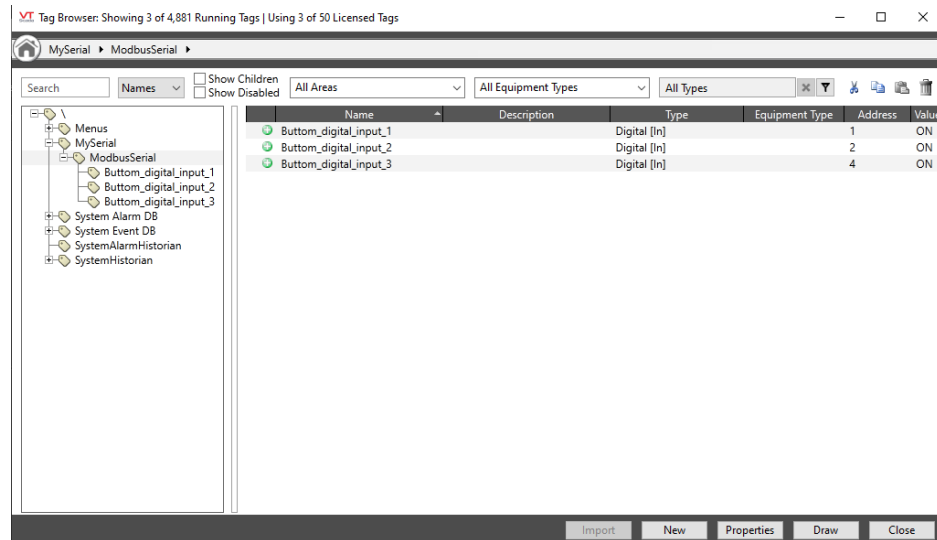 VT Tag Browser: Showing 3 of 4,881 Running Tags | Using 3 of 50 Licensed Tags
MySerial ModbusSerial
Search Names Show Children All Areas All Equipment Types All Types
Show Disabled
\
Menus
MySerial
ModbusSerial
Buttom_digital_input_1
Buttom_digital_input_2
Buttom_digital_input_3
System Alarm DB
System Event DB
SystemAlarmHistorian
SystemHistorian
Name Description Type Equipment Type Address Valu
Buttom_digital_input_1 Digital [In] 1 ON
Buttom_digital_input_2 Digital [In] 2 ON
Buttom_digital_input_3 Digital [In] 4 ON
Import New Properties Draw Close